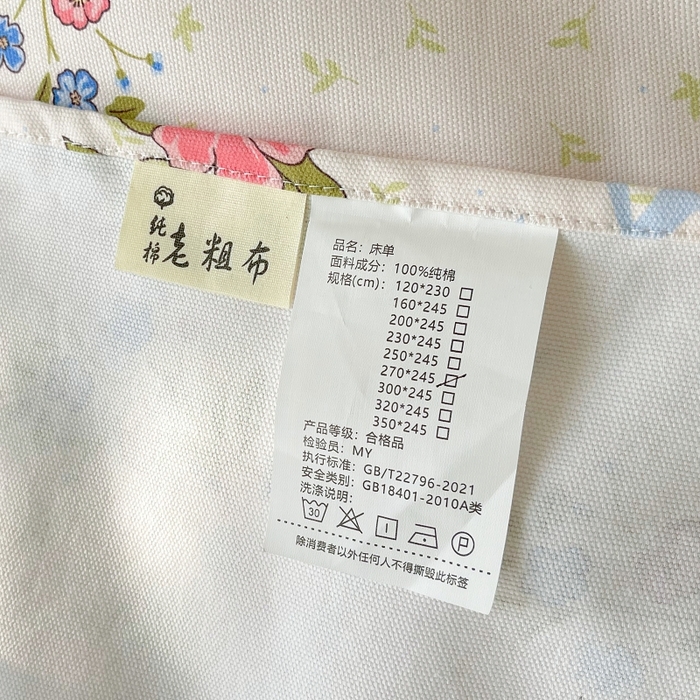 纯棉老粗布
品名：床单
面料成分：100%纯棉
规格(cm)：120*230 □
160*245 □
200*245 □
230*245 □
250*245 □
270*245 □
300*245 □
320*245 □
350*245 □
产品等级：合格品
检验员：MY
执行标准：GB/T22796-2021
安全类别：GB18401-2010A类
洗涤说明：
30 P
除消费者以外任何人不得撕毁此标签